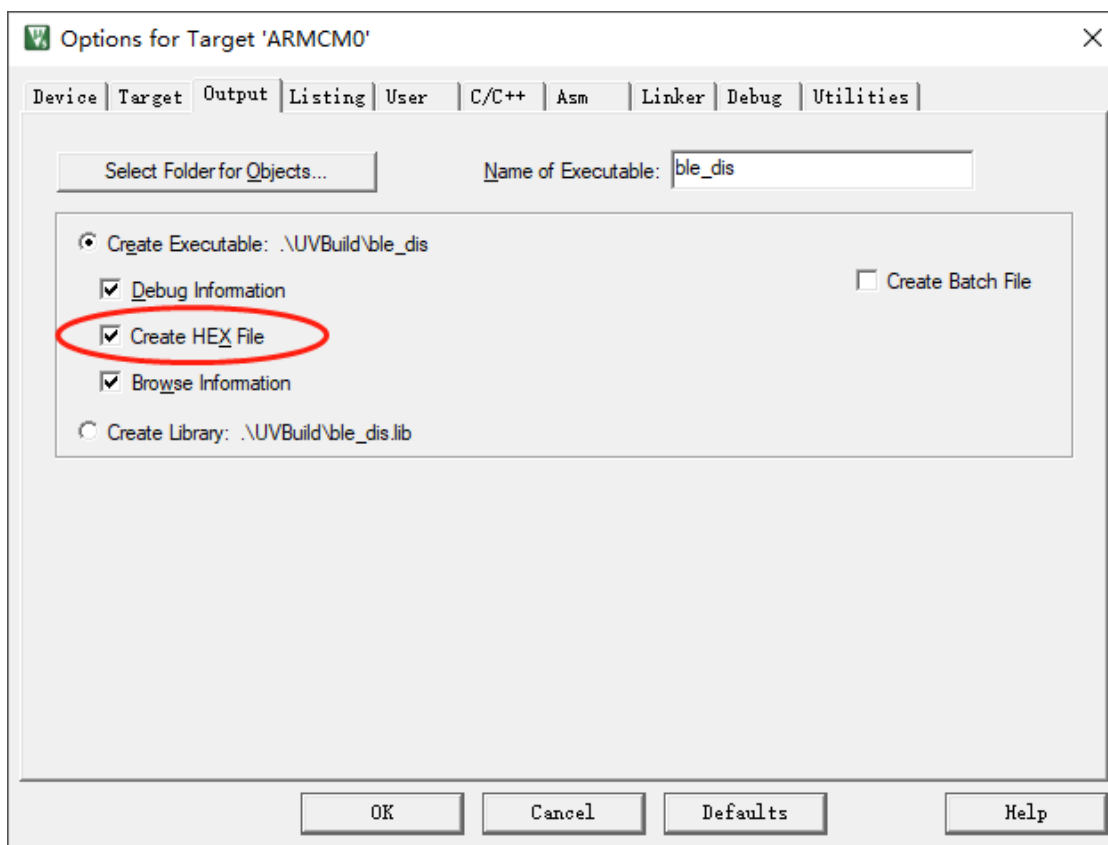 Options for Target 'ARMCM0'
Device Target Output Listing User C/C++ Asm Linker Debug Utilities
Select Folder for Objects... Name of Executable: ble_dis
Create Executable: .\UVBuild\ble_dis
Debug Information Create Batch File
Create HEX File
Browse Information
Create Library: .\UVBuild\ble_dis.lib
OK Cancel Defaults Help